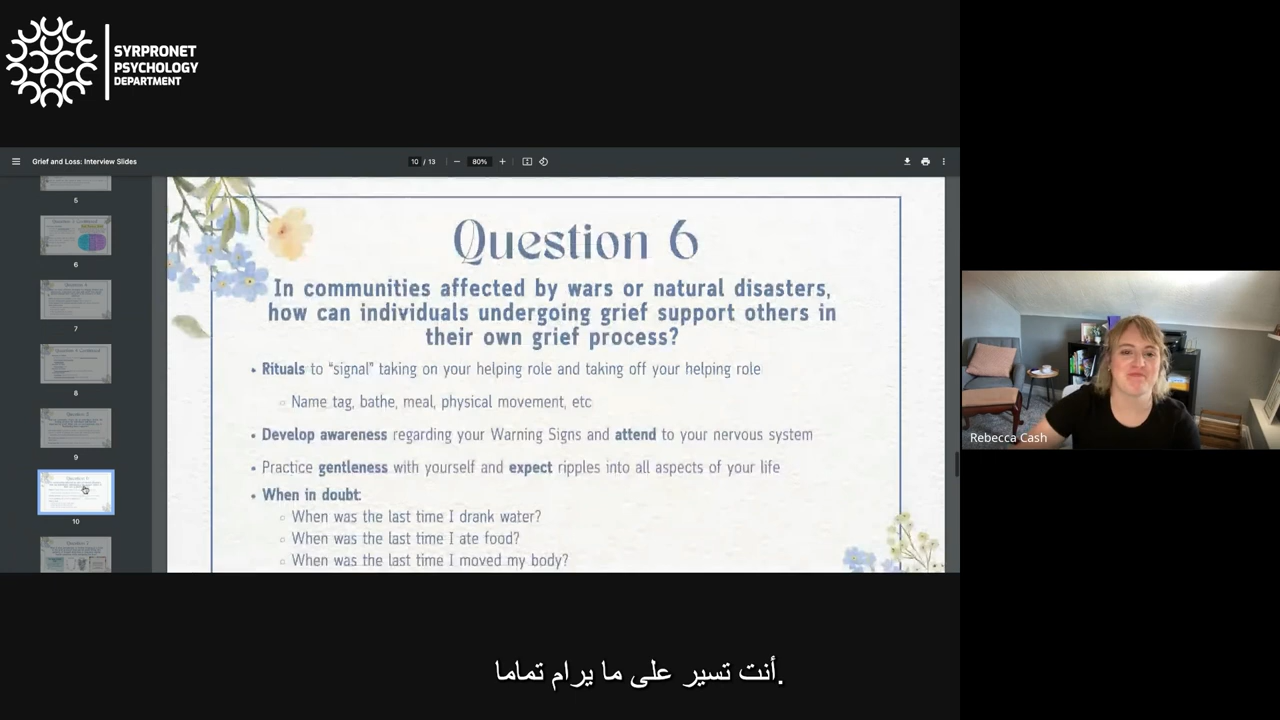 SYRPRONET
PSYCHOLOGY
DEPARTMENT
Grief and Loss: Interview Slides
10 / 13
80%
5
6
7
8
9
10
Question 6
In communities affected by wars or natural disasters,
how can individuals undergoing grief support others in
their own grief process?
• Rituals to “signal” taking on your helping role and taking off your helping role
Name tag, bathe, meal, physical movement, etc
• Develop awareness regarding your Warning Signs and attend to your nervous system
• Practice gentleness with yourself and expect ripples into all aspects of your life
• When in doubt:
When was the last time I drank water?
When was the last time I ate food?
When was the last time I moved my body?
Rebecca Cash
أنت تسير على ما يرام تماما.